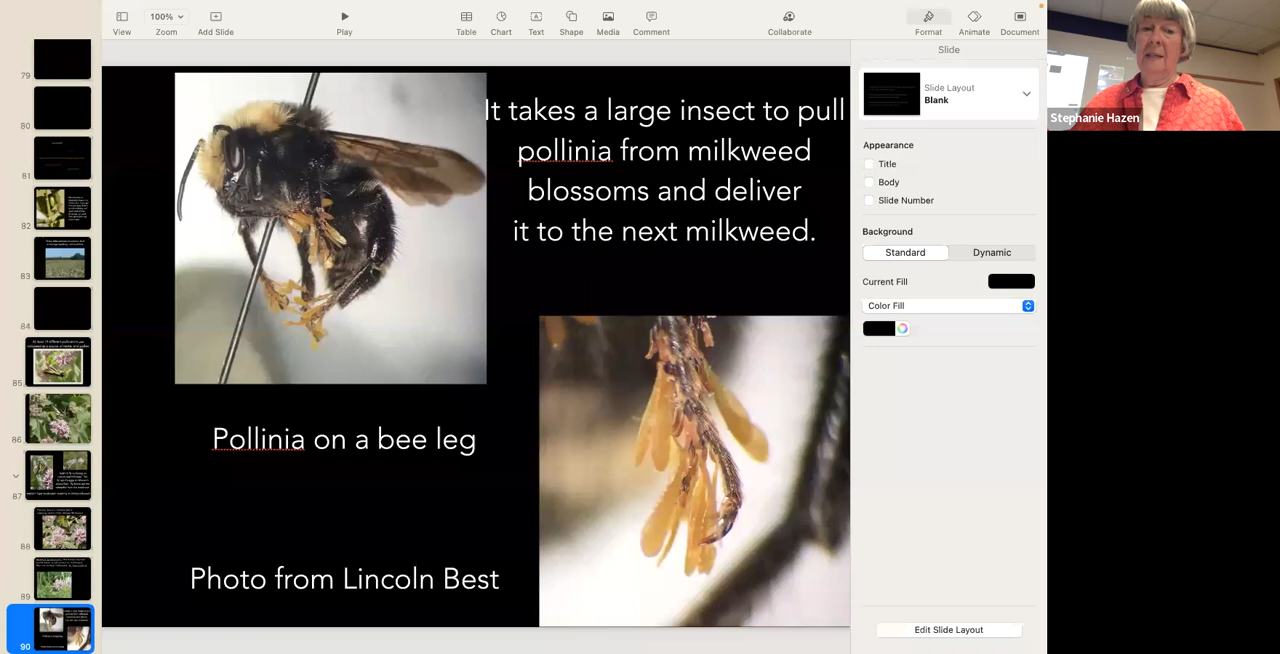 View
100%
Zoom
Add Slide
Play
Table
Chart
Text
Shape
Media
Comment
Collaborate
Format
Animate
Document
79
80
81
82
83
84
85
86
87
88
89
90
It takes a large insect to pull
pollinia from milkweed
blossoms and deliver
it to the next milkweed.
Pollinia on a bee leg
Photo from Lincoln Best
Slide
Slide Layout
Blank
Appearance
Title
Body
Slide Number
Background
Standard
Dynamic
Current Fill
Color Fill
Edit Slide Layout
Stephanie Hazen